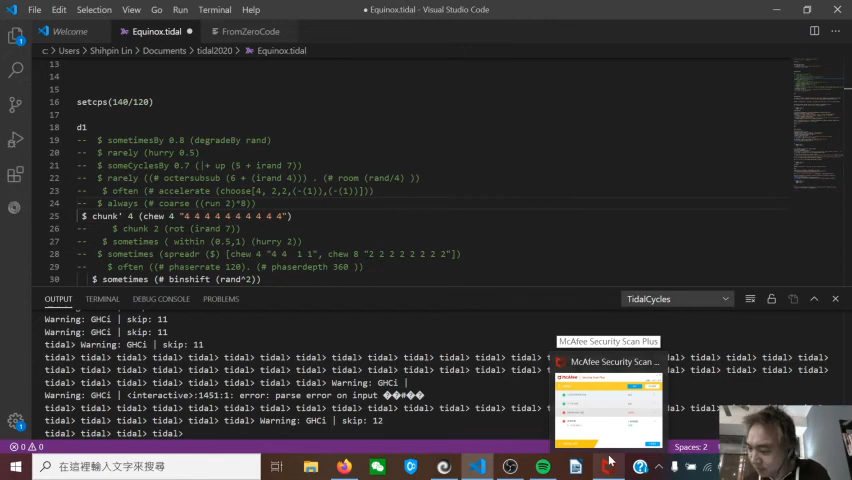 File Edit Selection View Go Run Terminal Help
● Equinox.tidal - Visual Studio Code
Welcome Equinox.tidal ● FromZeroCode
c: > Users > Shihpin Lin > Documents > tidal2020 > Equinox.tidal
13
14
15
16 setcps(140/120)
17
18 d1
19 -- $ sometimesBy 0.8 (degradeBy rand)
20 -- $ rarely (hurry 0.5)
21 -- $ someCyclesBy 0.7 (|+ up (5 + irand 7))
22 -- $ rarely ((# octersubsub (6 + (irand 4))) . (# room (rand/4) ))
23 -- $ often (# accelerate (choose[4, 2,2,(-(1)),(-(1))]))
24 -- $ always (# coarse ((run 2)*8))
25 $ chunk' 4 (chew 4 "4 4 4 4 4 4 4 4 4 4")
26 -- $ chunk 2 (rot (irand 7))
27 -- $ sometimes ( within (0.5,1) (hurry 2))
28 -- $ sometimes (spreadr ($) [chew 4 "4 4 1 1", chew 8 "2 2 2 2 2 2 2 2"])
29 -- $ often ((# phaserrate 120). (# phaserdepth 360 ))
30 $ sometimes (# binshift (rand^2))
OUTPUT TERMINAL DEBUG CONSOLE PROBLEMS TidalCycles
Warning: GHCi | skip: 11
Warning: GHCi | skip: 11
tidal> Warning: GHCi | skip: 11
tidal> tidal> tidal> tidal> tidal> tidal> tidal> tidal> tidal> tidal> tidal> tidal> tidal> tidal> tidal>
tidal> tidal> tidal> tidal> tidal> tidal> tidal> tidal> tidal> tidal> tidal> tidal> tidal>
tidal> tidal> tidal> tidal> tidal> tidal> tidal> tidal> Warning: GHCi |
Warning: GHCi | <interactive>:1451:1: error: parse error on input ��#��
tidal> tidal> tidal> tidal> tidal> tidal> tidal> tidal> tidal> tidal> tidal> tidal>
tidal> tidal> tidal> tidal> tidal> tidal> Warning: GHCi | skip: 12
tidal> tidal> tidal>
McAfee Security Scan Plus
McAfee Security Scan ...
0 0 Spaces: 2
在這裡輸入文字來搜尋